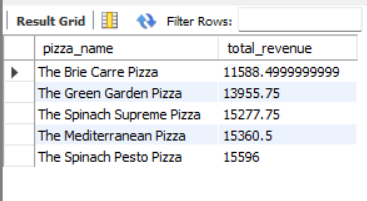 Result Grid Filter Rows:
pizza_name total_revenue
The Brie Carre Pizza 11588.4999999999
The Green Garden Pizza 13955.75
The Spinach Supreme Pizza 15277.75
The Mediterranean Pizza 15360.5
The Spinach Pesto Pizza 15596